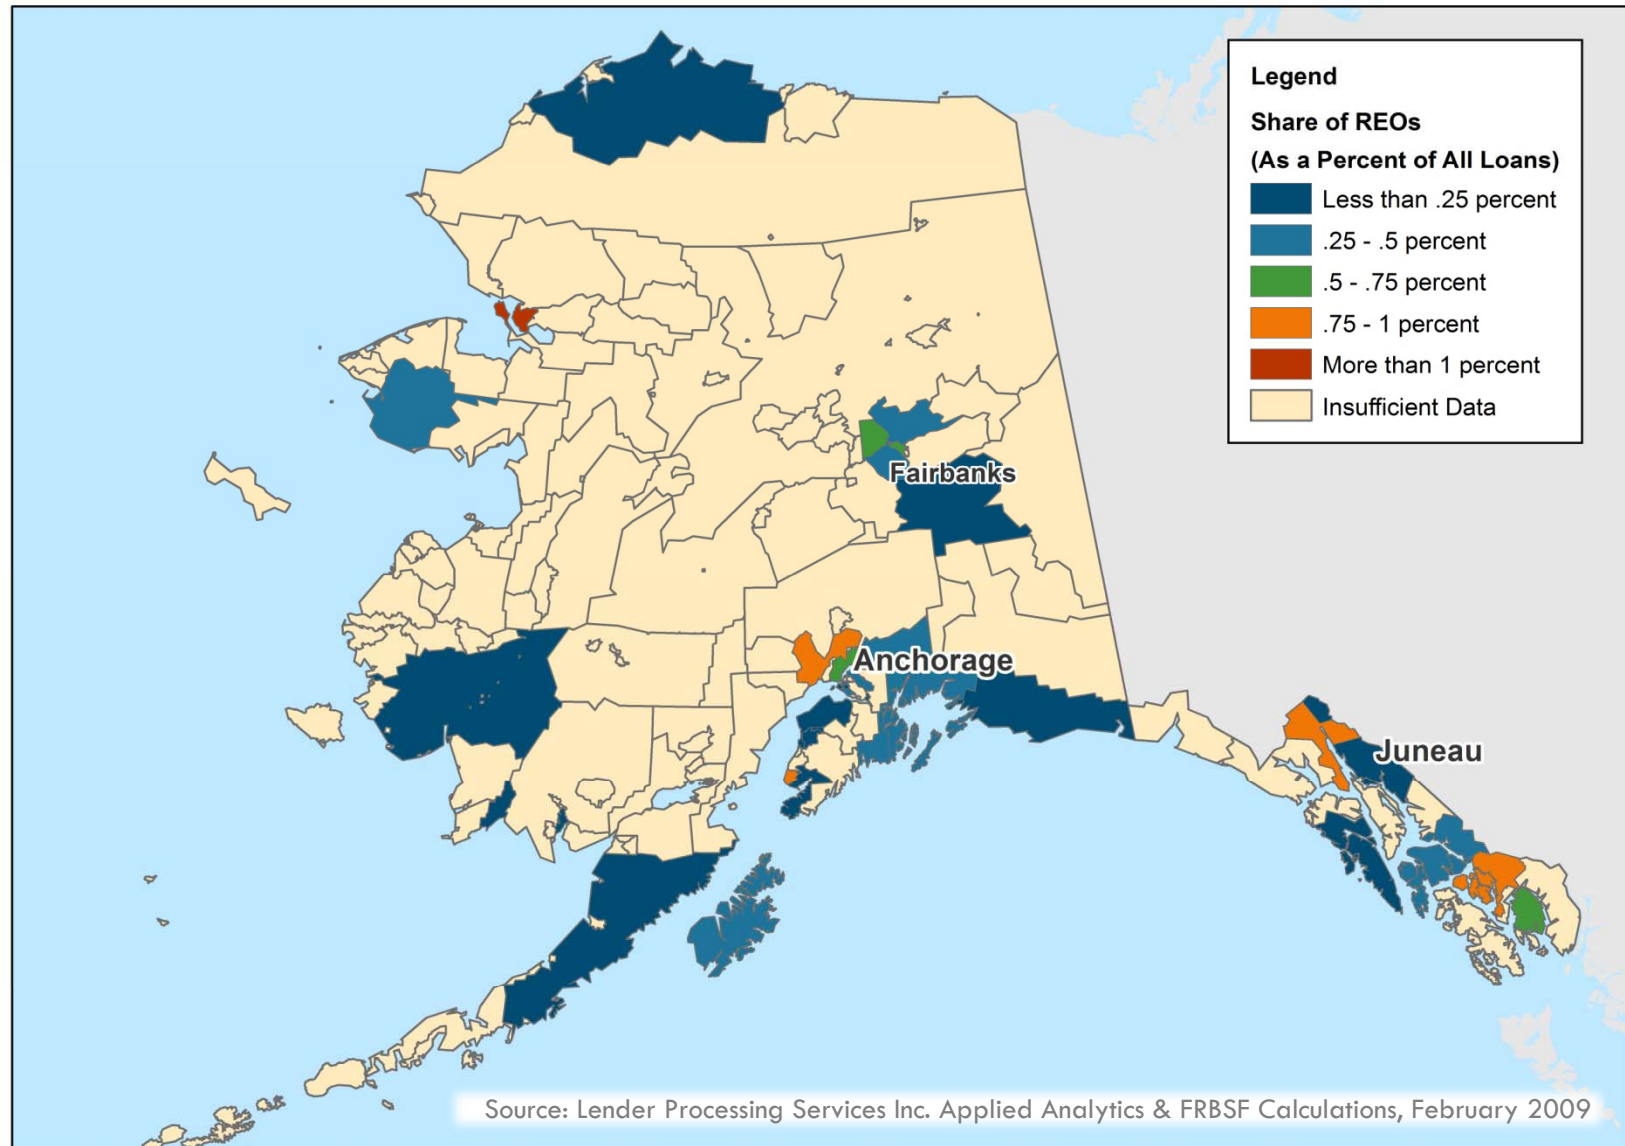 Legend
Share of REOs
(As a Percent of All Loans)
Less than .25 percent
.25 - .5 percent
.5 - .75 percent
.75 - 1 percent
More than 1 percent
Insufficient Data
Fairbanks
Anchorage
Juneau
Source: Lender Processing Services Inc. Applied Analytics & FRBSF Calculations, February 2009